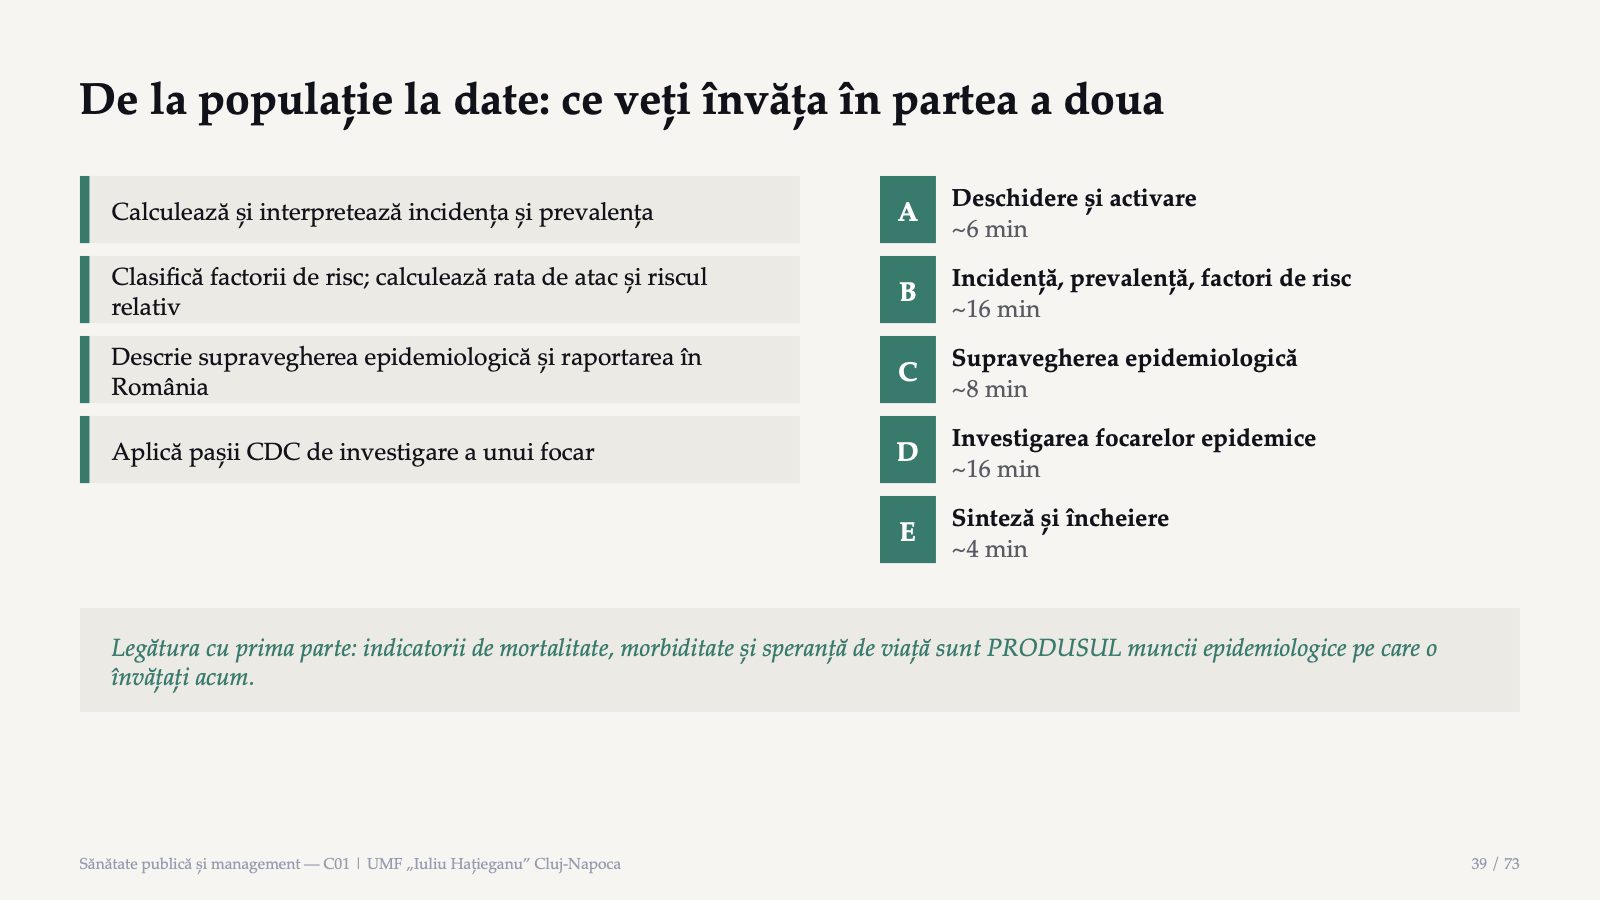 De la populație la date: ce veți învăța în partea a doua
Calculează și interpretează incidența și prevalența
Clasifică factorii de risc; calculează rata de atac și riscul
relativ
Descrie supravegherea epidemiologică și raportarea în
România
Aplică pașii CDC de investigare a unui focar
A
Deschidere și activare
~6 min
B
Incidență, prevalență, factori de risc
~16 min
C
Supravegherea epidemiologică
~8 min
D
Investigarea focarelor epidemice
~16 min
E
Sinteză și încheiere
~4 min
Legătura cu prima parte: indicatorii de mortalitate, morbiditate și speranță de viață sunt PRODUSUL muncii epidemiologice pe care o
învățați acum.
Sănătate publică și management — C01 | UMF „Iuliu Hațieganu” Cluj-Napoca
39 / 73